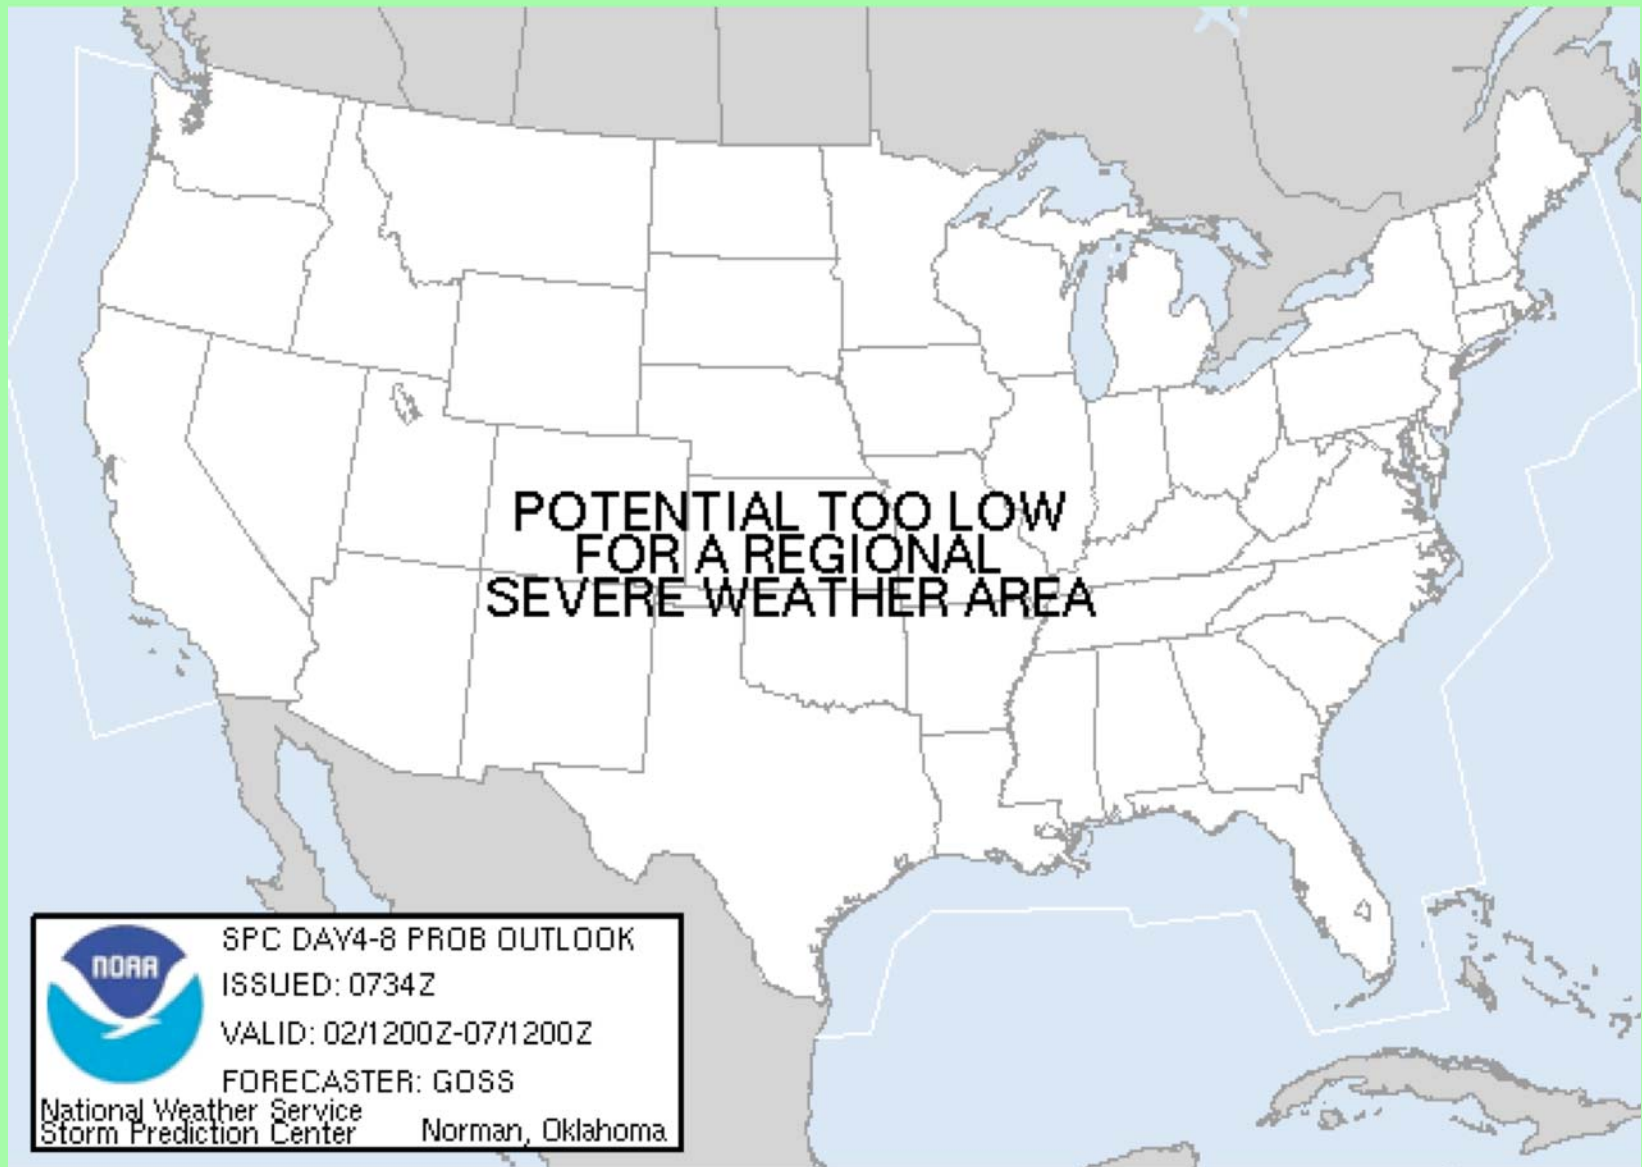 POTENTIAL TOO LOW
FOR A REGIONAL
SEVERE WEATHER AREA
NOAA
SPC DAY4-8 PROB OUTLOOK
ISSUED: 0734Z
VALID: 02/1200Z-07/1200Z
FORECASTER: GOSS
National Weather Service
Storm Prediction Center Norman, Oklahoma